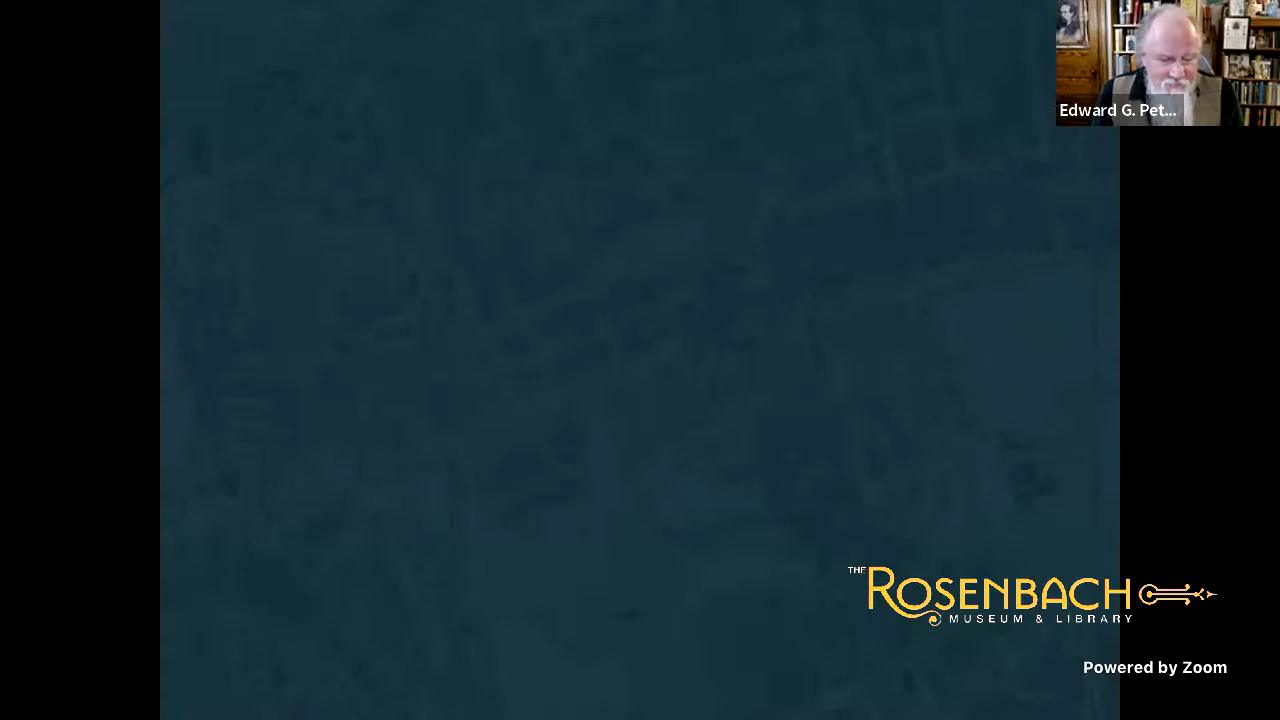 Edward G. Pet...
THE ROSENBACH
MUSEUM & LIBRARY
Powered by Zoom